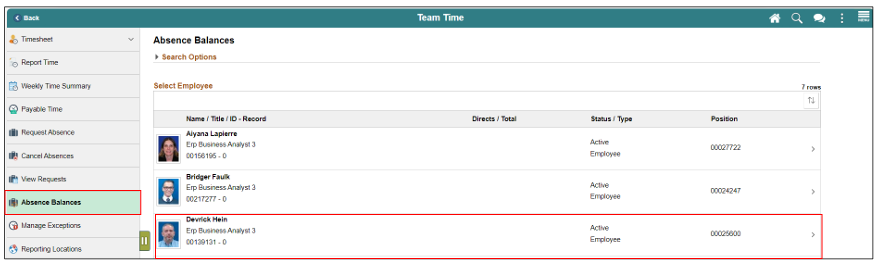 Back
Team Time
MENU
Timesheet
Report Time
Weekly Time Summary
Payable Time
Request Absence
Cancel Absences
View Requests
Absence Balances
Manage Exceptions
Reporting Locations
Absence Balances
Search Options
Select Employee
7 rows
Name / Title / ID - Record Directs / Total Status / Type Position
Aiyana Lapierre
Erp Business Analyst 3
00156195 - 0
Active
Employee
00027722
Bridger Faulk
Erp Business Analyst 3
00217277 - 0
Active
Employee
00024247
Devrick Hein
Erp Business Analyst 3
00139131 - 0
Active
Employee
00025600